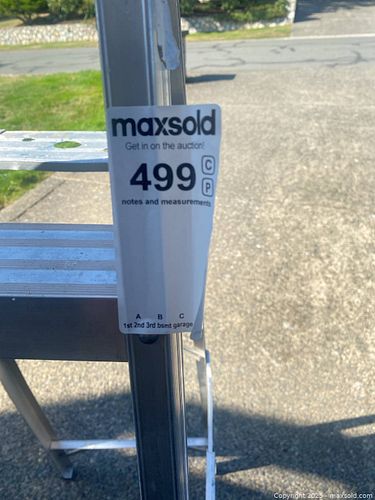 maxsold
Get in on the auction!
499
C
P
notes and measurements
A B C
1st 2nd 3rd bsmt garage
Copyright 2025 - maxsold.com